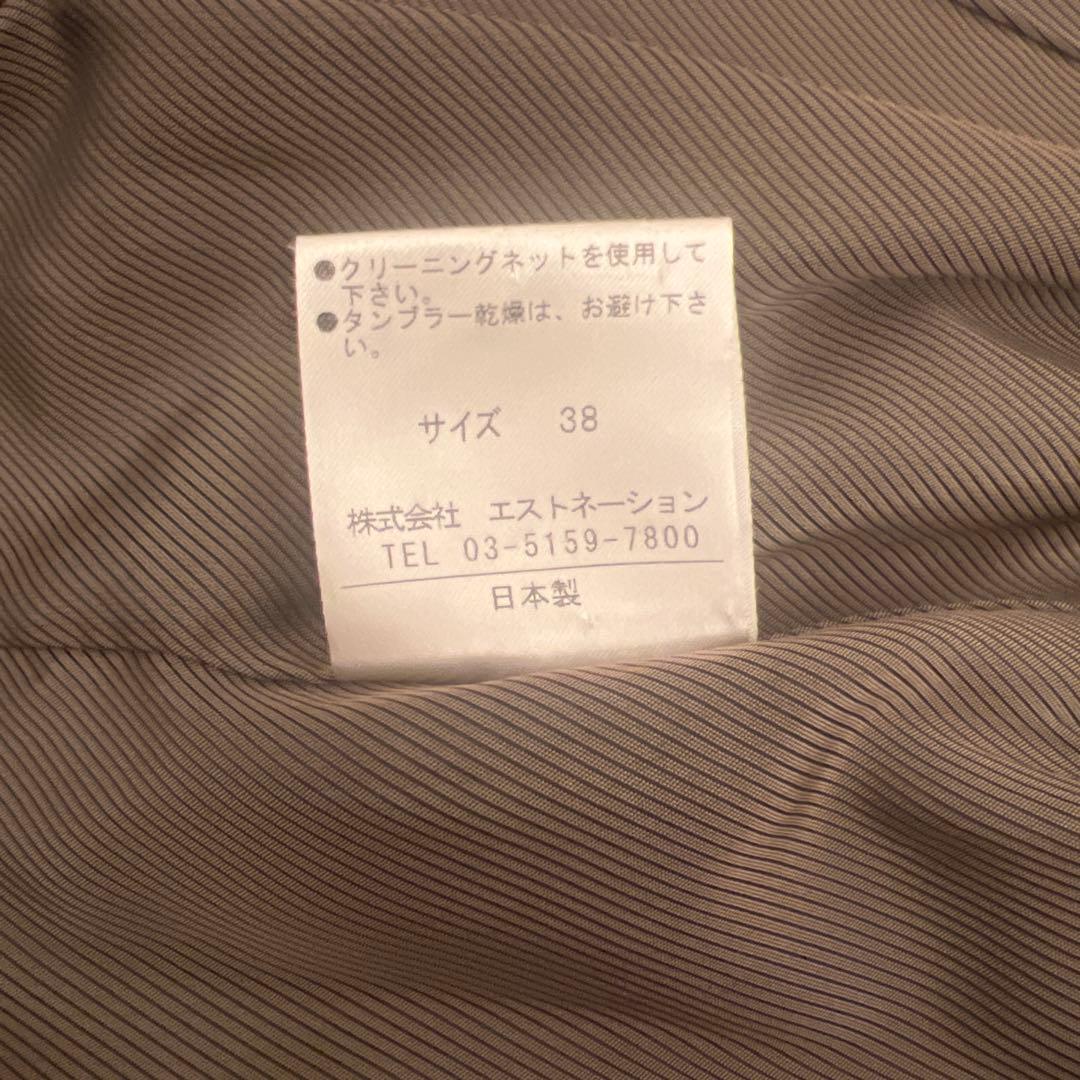 ●クリーニングネットを使用して
下さい。
●タンブラー乾燥は、お避け下さ
い。
サイズ 38
株式会社 エストネーション
TEL 03-5159-7800
日本製